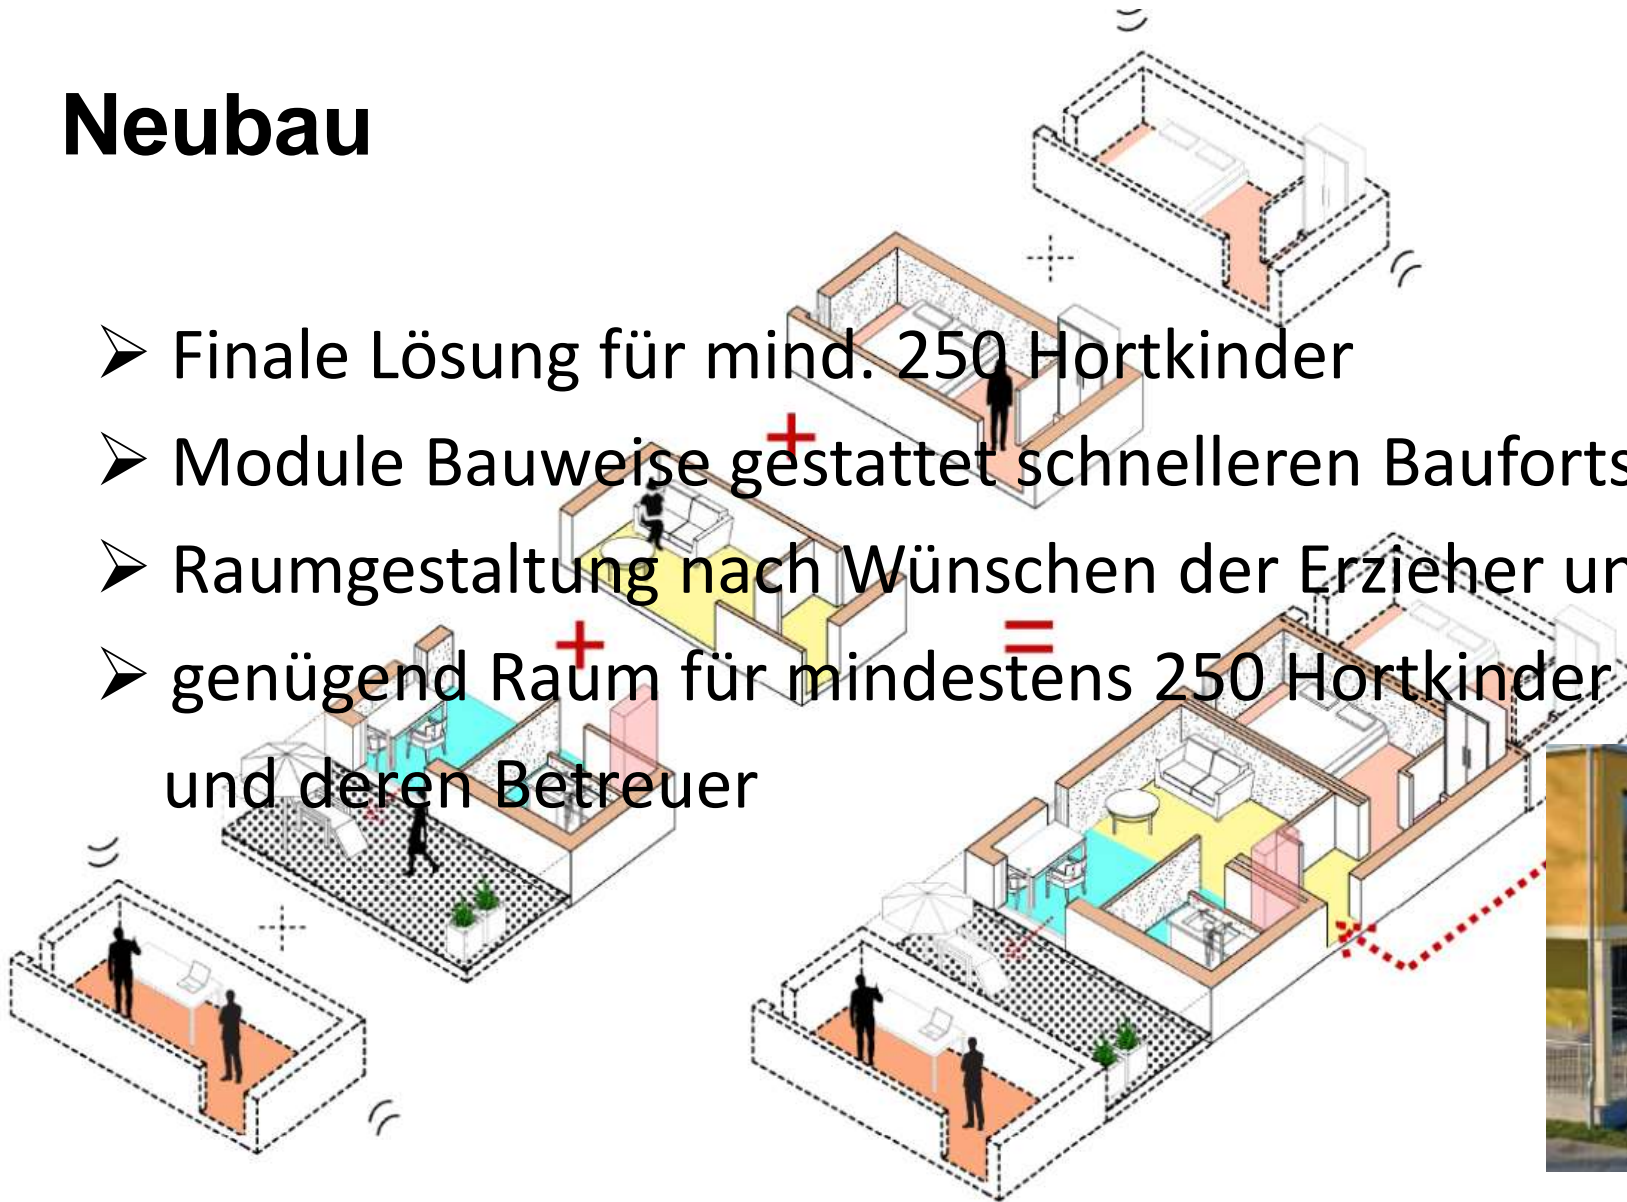 Neubau
➢ Finale Lösung für mind. 250 Hortkinder
➢ Module Bauweise gestattet schnelleren Bauforts
➢ Raumgestaltung nach Wünschen der Erzieher un
➢ genügend Raum für mindestens 250 Hortkinder
und deren Betreuer